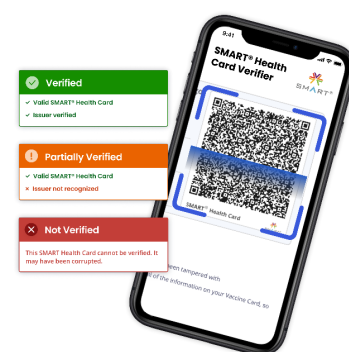 Verified
✓ Valid SMART® Health Card
✓ Issuer verified
Partially Verified
✓ Valid SMART® Health Card
× Issuer not recognized
Not Verified
This SMART Health Card cannot be verified. It
may have been corrupted.
9:41
SMART® Health
Card Verifier
SMART®
SMART® Health Card
been tampered with
of the information on your Vaccine Card, so